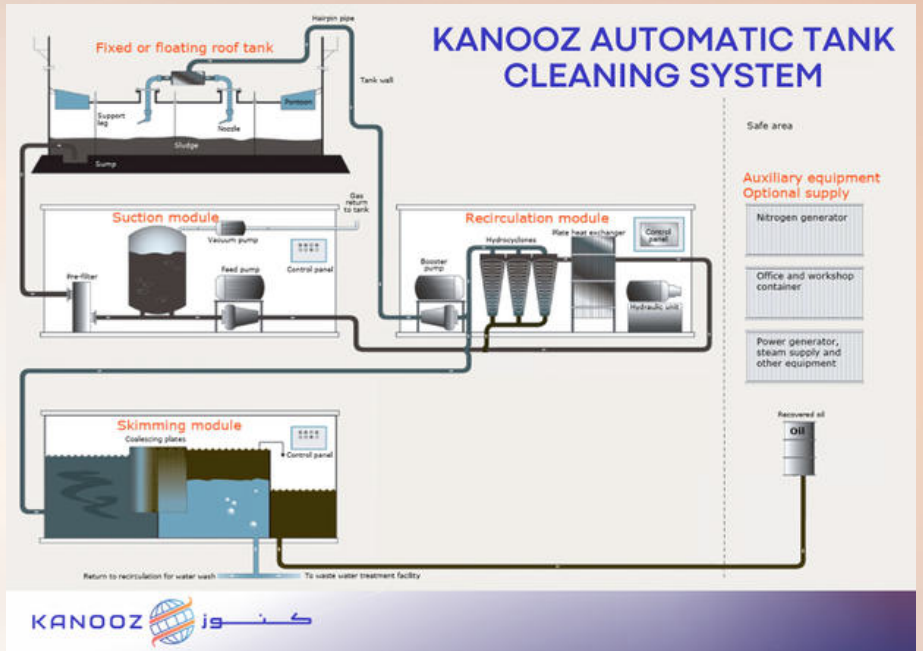 KANOOZ AUTOMATIC TANK
CLEANING SYSTEM
Hairpin pipe
Fixed or floating roof tank
Tank wall
Pontoon
Support
leg
Nozzle
Sludge
Sump
Safe area
Auxiliary equipment
Optional supply
Nitrogen generator
Office and workshop
container
Power generator,
steam supply and
other equipment
Suction module
Gas
return
to tank
Vacuum pump
Control panel
Pre-filter
Feed pump
Recirculation module
Hydrocyclones
Plate heat exchanger
Control
panel
Booster
pump
Hydraulic unit
Skimming module
Coalescing plates
Control panel
Recovered oil
Oil
Return to recirculation for water wash
To waste water treatment facility
KANOOZ كنوز